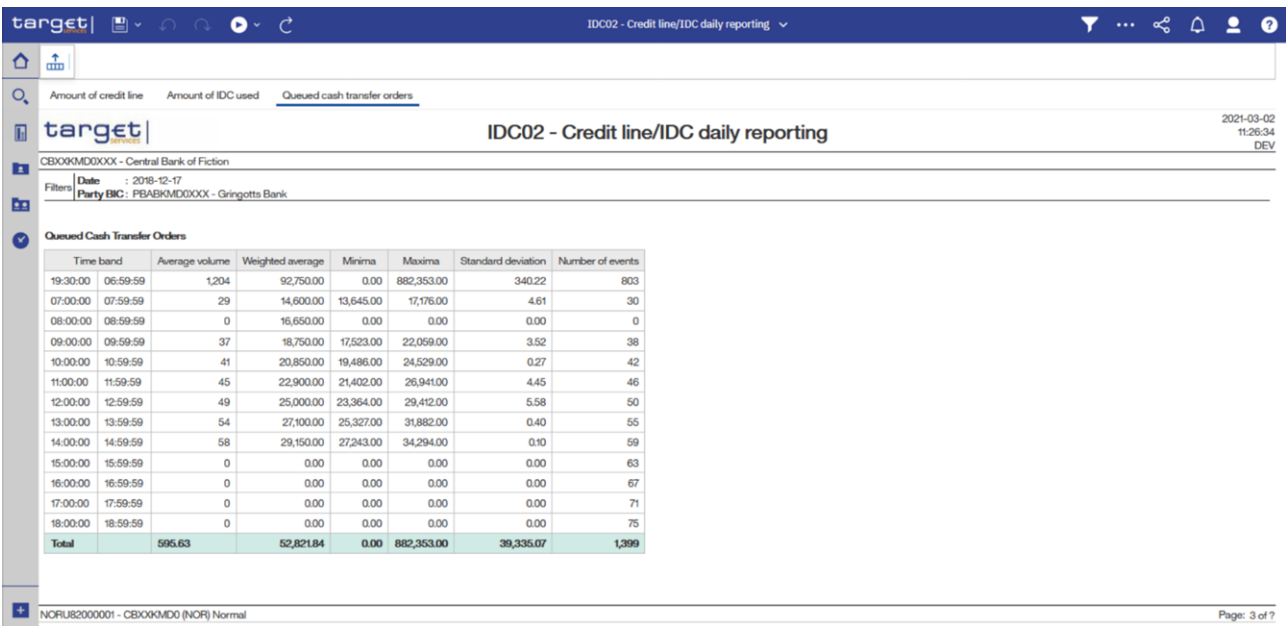 target| services IDC02 - Credit line/IDC daily reporting
Amount of credit line Amount of IDC used Queued cash transfer orders
target| services IDC02 - Credit line/IDC daily reporting 2021-03-02
11:26:34
DEV
CBXXKMD0XXX - Central Bank of Fiction
Filters Date : 2018-12-17
Party BIC : PBABKMD0XXX - Gringotts Bank
Queued Cash Transfer Orders
Time band Average volume Weighted average Minima Maxima Standard deviation Number of events
19:30:00 06:59:59 1,204 92,750.00 0.00 882,353.00 340.22 803
07:00:00 07:59:59 29 14,600.00 13,645.00 17,176.00 4.61 30
08:00:00 08:59:59 0 16,650.00 0.00 0.00 0.00 0
09:00:00 09:59:59 37 18,750.00 17,523.00 22,059.00 3.52 38
10:00:00 10:59:59 41 20,850.00 19,486.00 24,529.00 0.27 42
11:00:00 11:59:59 45 22,900.00 21,402.00 26,941.00 4.45 46
12:00:00 12:59:59 49 25,000.00 23,364.00 29,412.00 5.58 50
13:00:00 13:59:59 54 27,100.00 25,327.00 31,882.00 0.40 55
14:00:00 14:59:59 58 29,150.00 27,243.00 34,294.00 0.10 59
15:00:00 15:59:59 0 0.00 0.00 0.00 0.00 63
16:00:00 16:59:59 0 0.00 0.00 0.00 0.00 67
17:00:00 17:59:59 0 0.00 0.00 0.00 0.00 71
18:00:00 18:59:59 0 0.00 0.00 0.00 0.00 75
Total 595.63 52,821.84 0.00 882,353.00 39,335.07 1,399
NORU82000001 - CBXXKMD0 (NOR) Normal Page: 3 of ?